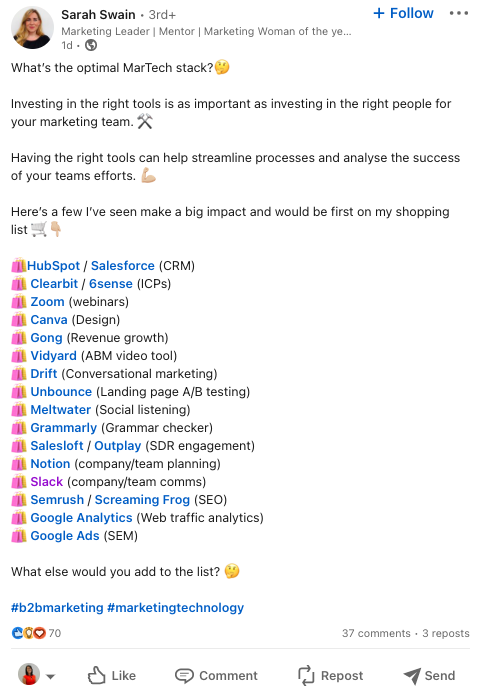 Sarah Swain • 3rd+
+ Follow
Marketing Leader | Mentor | Marketing Woman of the ye...
1d •
What's the optimal MarTech stack?🤔
Investing in the right tools is as important as investing in the right people for
your marketing team. ⚒️
Having the right tools can help streamline processes and analyse the success
of your teams efforts. 💪🏼
Here's a few I've seen make a big impact and would be first on my shopping
list 🛒👇🏼
🛍️HubSpot / Salesforce (CRM)
🛍️ Clearbit / 6sense (ICPs)
🛍️ Zoom (webinars)
🛍️ Canva (Design)
🛍️ Gong (Revenue growth)
🛍️ Vidyard (ABM video tool)
🛍️ Drift (Conversational marketing)
🛍️ Unbounce (Landing page A/B testing)
🛍️ Meltwater (Social listening)
🛍️ Grammarly (Grammar checker)
🛍️ Salesloft / Outplay (SDR engagement)
🛍️ Notion (company/team planning)
🛍️ Slack (company/team comms)
🛍️ Semrush / Screaming Frog (SEO)
🛍️ Google Analytics (Web traffic analytics)
🛍️ Google Ads (SEM)
What else would you add to the list? 🤔
#b2bmarketing #marketingtechnology
70
37 comments • 3 reposts
Like
Comment
Repost
Send